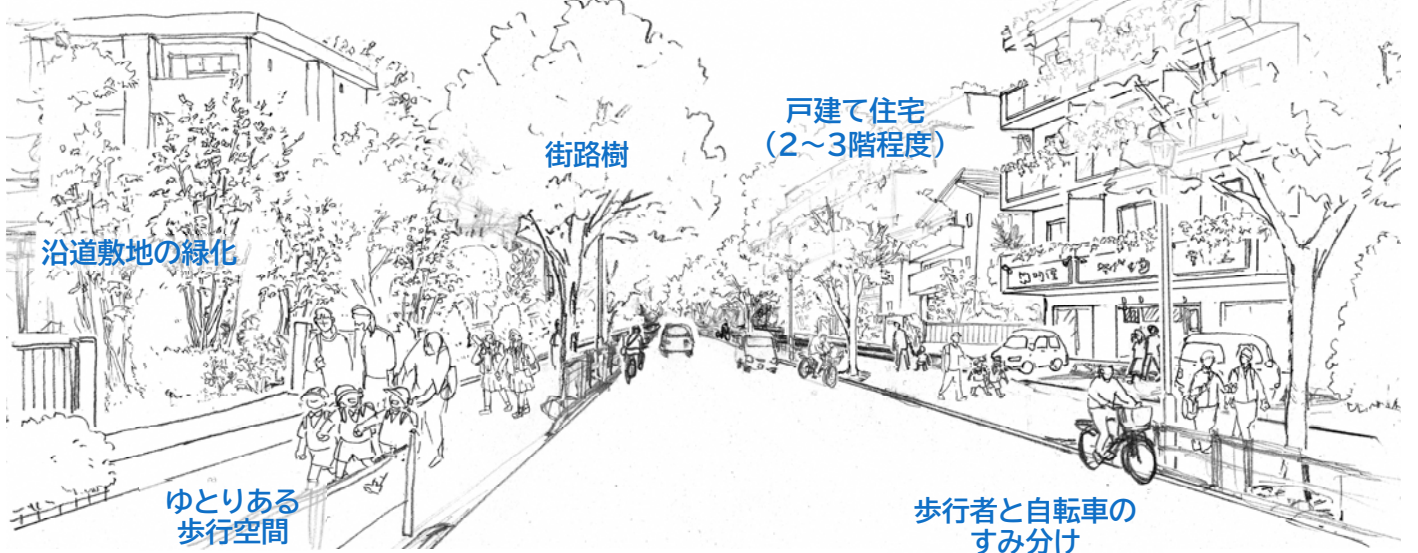 戸建て住宅
（2～3階程度）
街路樹
沿道敷地の緑化
ゆとりある
歩行空間
歩行者と自転車の
すみ分け